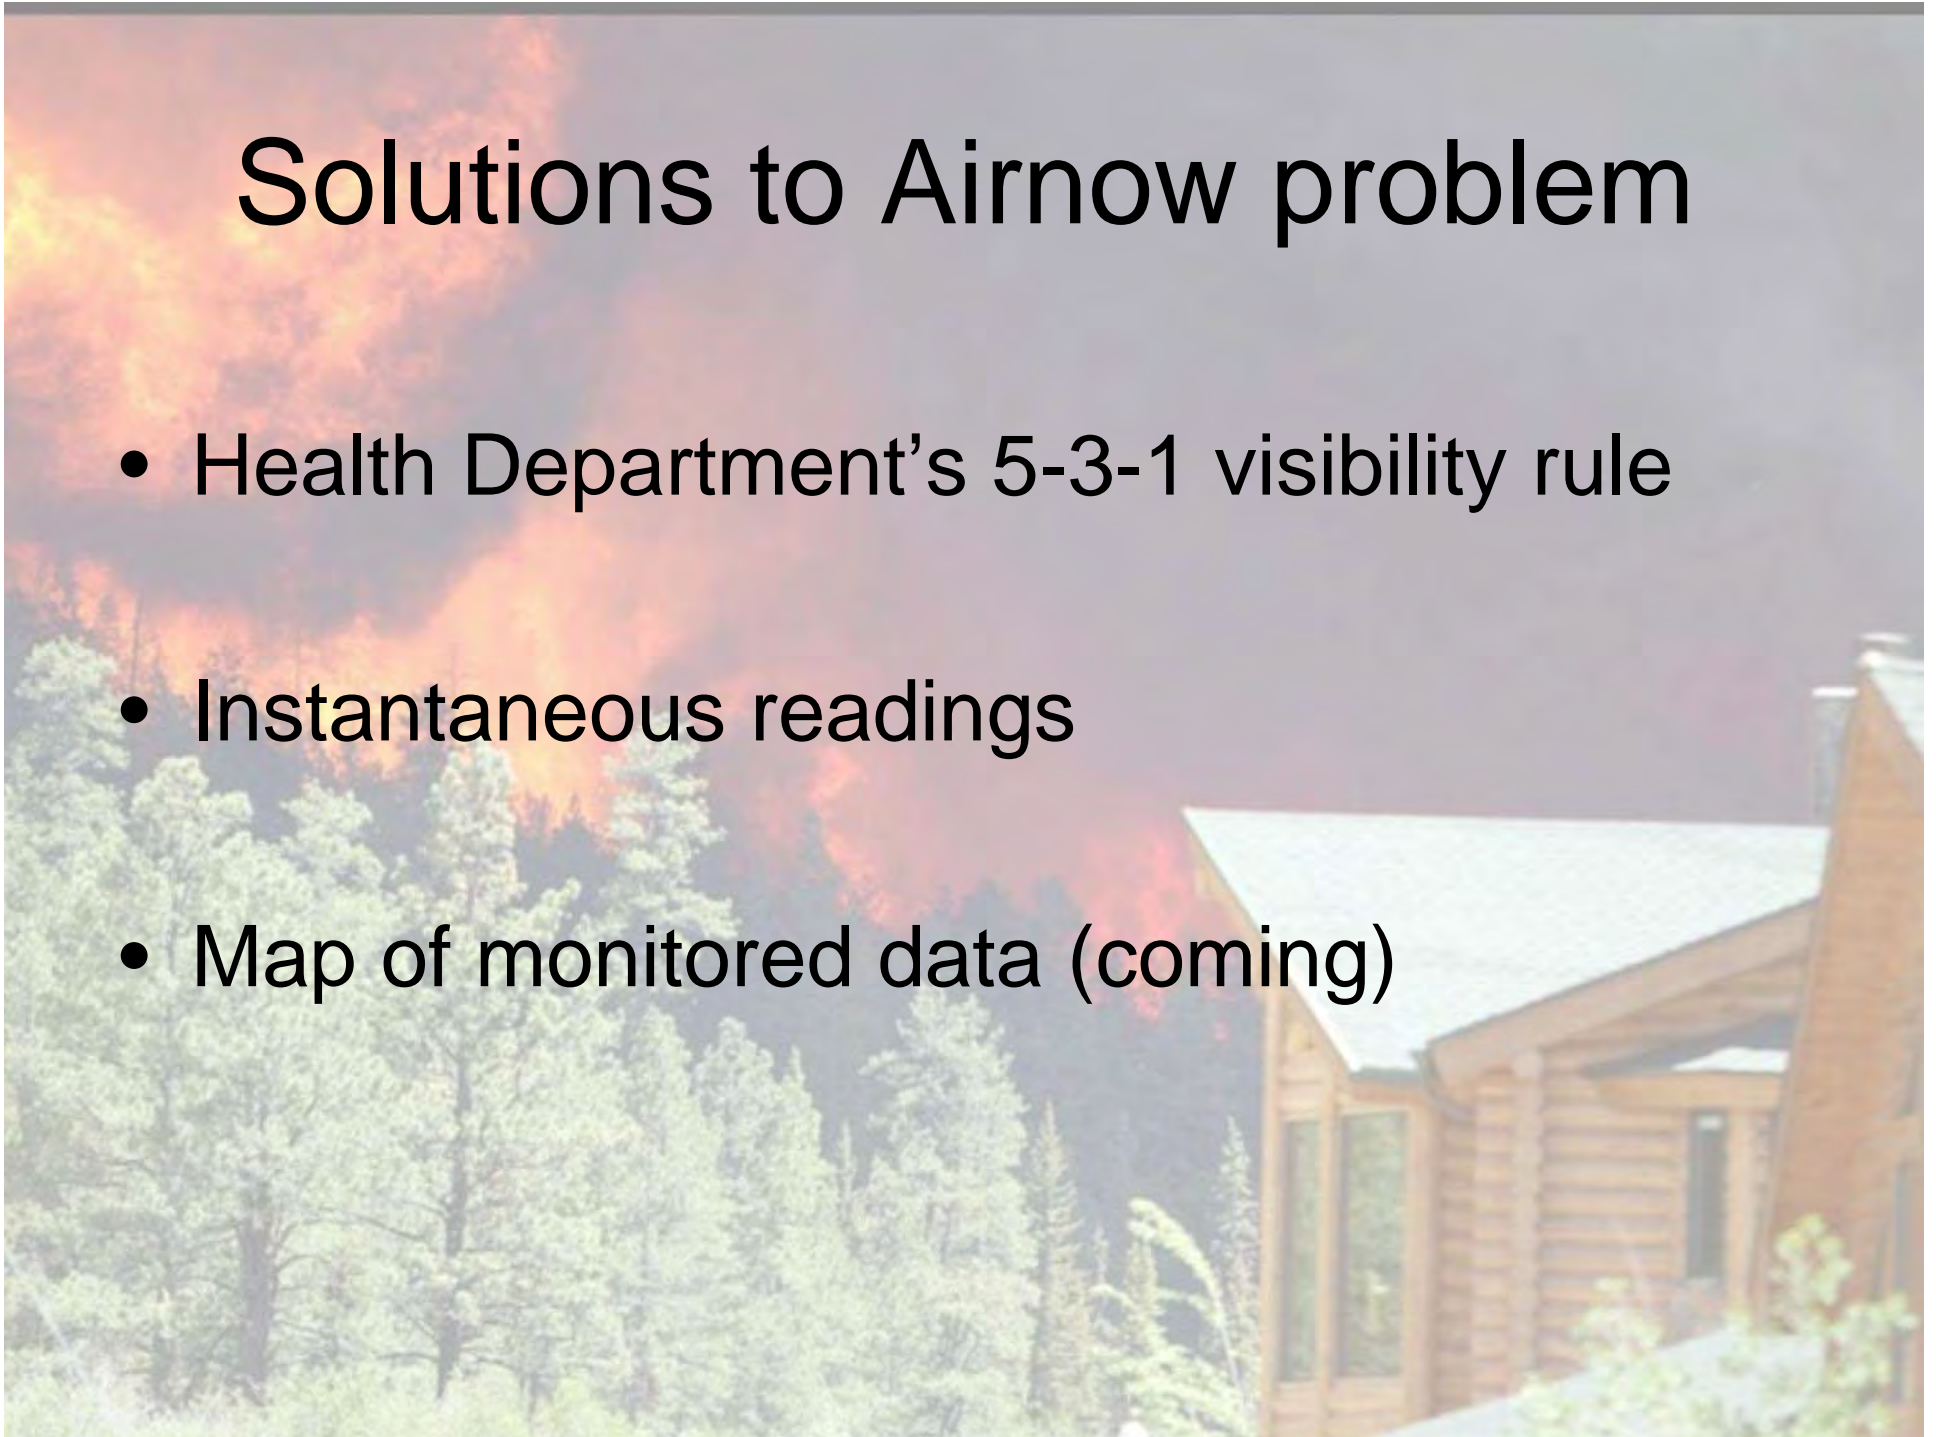 Solutions to Airnow problem
• Health Department’s 5-3-1 visibility rule
• Instantaneous readings
• Map of monitored data (coming)